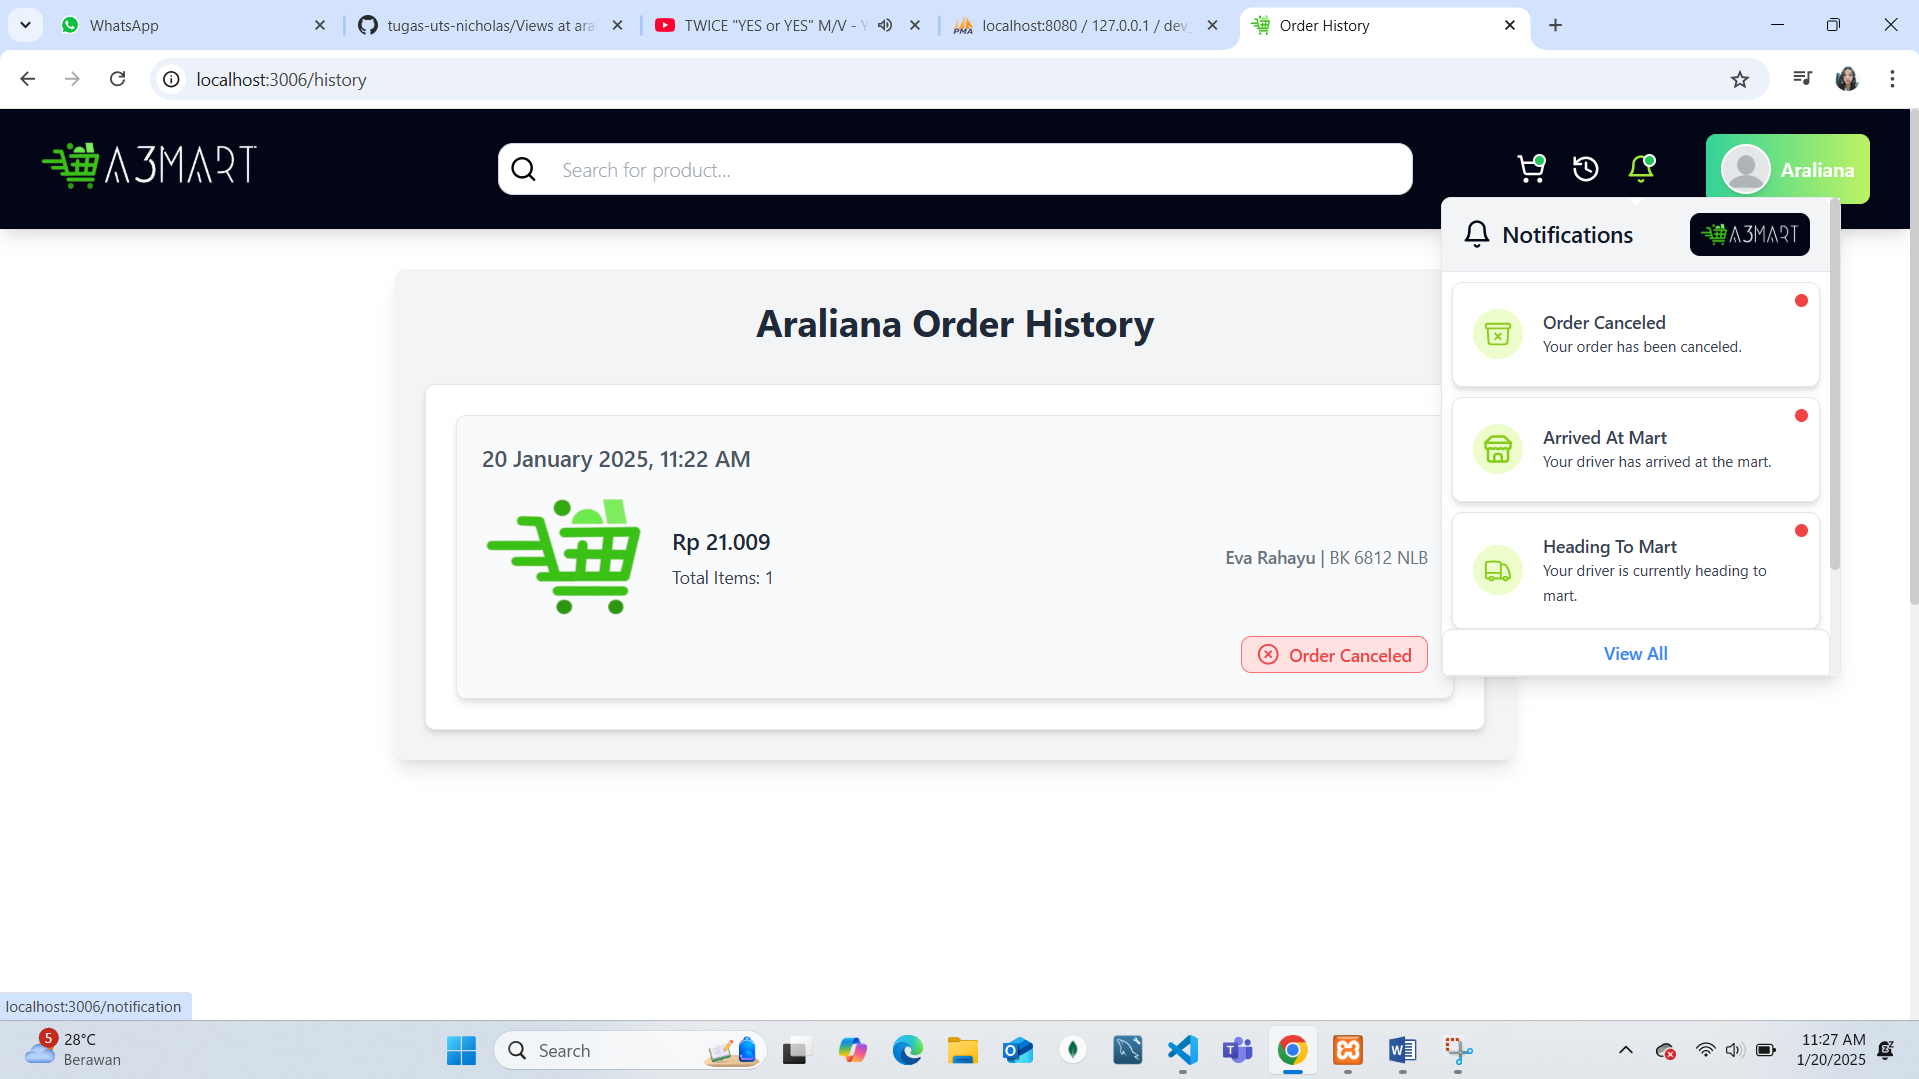 WhatsApp
tugas-uts-nicholas/Views at ara
TWICE "YES or YES" M/V - Y
localhost:8080 / 127.0.0.1 / dev_
Order History
localhost:3006/history
A3MART
Search for product...
Araliana
Notifications
A3MART
Order Canceled
Your order has been canceled.
Arrived At Mart
Your driver has arrived at the mart.
Heading To Mart
Your driver is currently heading to
mart.
View All
Araliana Order History
20 January 2025, 11:22 AM
Rp 21.009
Total Items: 1
Eva Rahayu | BK 6812 NLB
Order Canceled
localhost:3006/notification
5
28°C
Berawan
Search
11:27 AM
1/20/2025